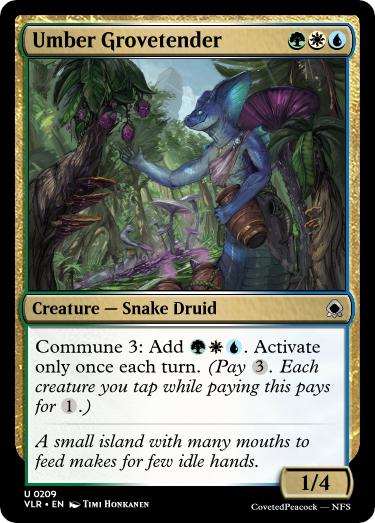 Umber Grovetender
Creature — Snake Druid
Commune 3: Add . Activate
only once each turn. (Pay 3. Each
creature you tap while paying this pays
for 1.)
A small island with many mouths to
feed makes for few idle hands.
1/4
U 0209
VLR • EN Timi Honkanen
CovetedPeacock — NFS